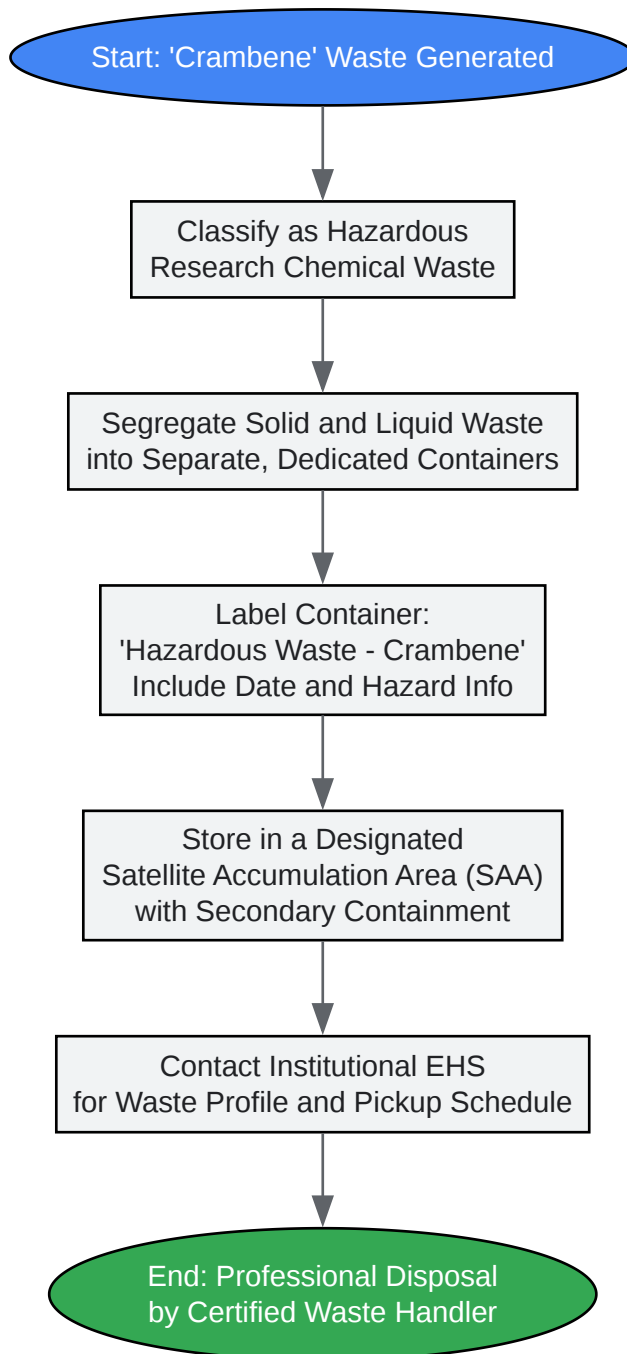 Start: 'Crambene' Waste Generated
Classify as Hazardous
Research Chemical Waste
Segregate Solid and Liquid Waste
into Separate, Dedicated Containers
Label Container:
'Hazardous Waste - Crambene'
Include Date and Hazard Info
Store in a Designated
Satellite Accumulation Area (SAA)
with Secondary Containment
Contact Institutional EHS
for Waste Profile and Pickup Schedule
End: Professional Disposal
by Certified Waste Handler